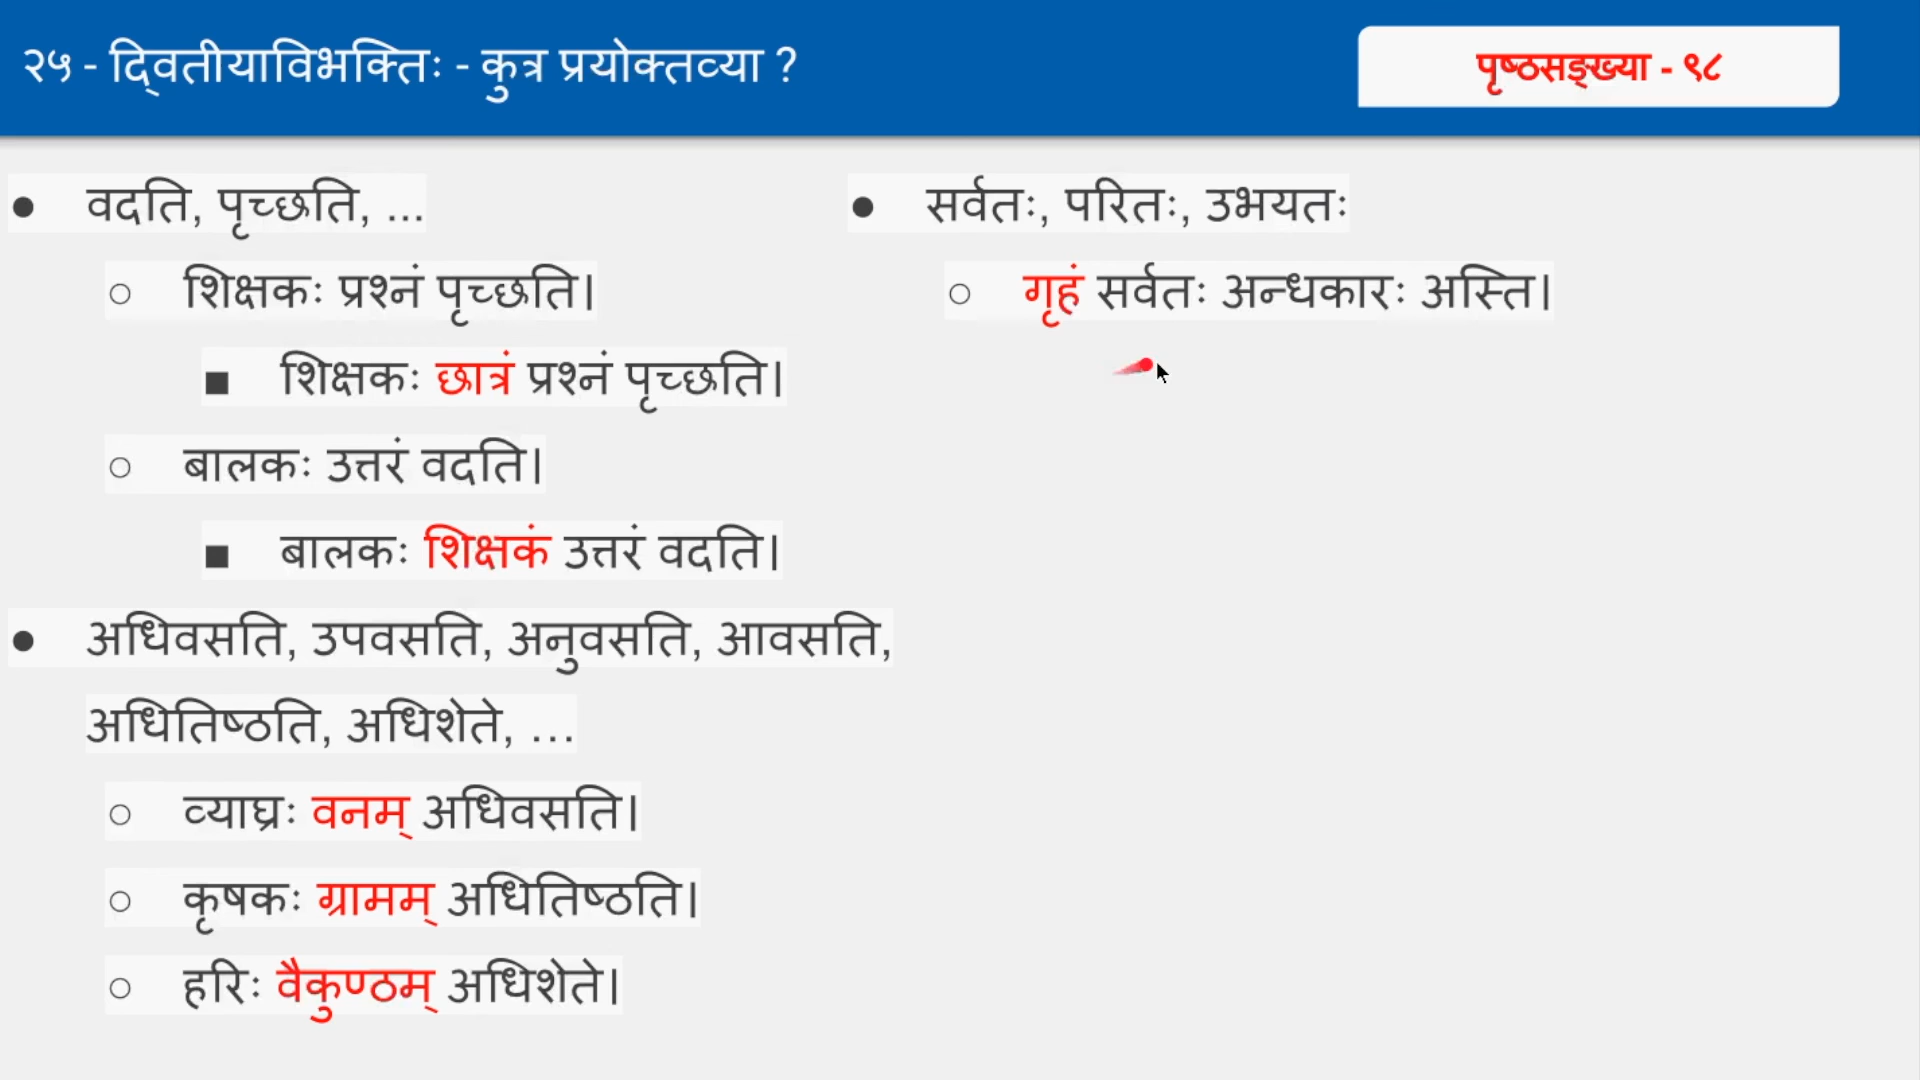 २५ - द्वितीयाविभक्तिः - कुत्र प्रयोक्तव्या ?
पृष्ठसङ्ख्या - ९८
● वदति, पृच्छति, ...
○ शिक्षकः प्रश्नं पृच्छति।
■ शिक्षकः छात्रं प्रश्नं पृच्छति।
○ बालकः उत्तरं वदति।
■ बालकः शिक्षकं उत्तरं वदति।
● अधिवसति, उपवसति, अनुवसति, आवसति,
अधितिष्ठति, अधिशेते, ...
○ व्याघ्रः वनम् अधिवसति।
○ कृषकः ग्रामम् अधितिष्ठति।
○ हरिः वैकुण्ठम् अधिशेते।
● सर्वतः, परितः, उभयतः
○ गृहं सर्वतः अन्धकारः अस्ति।